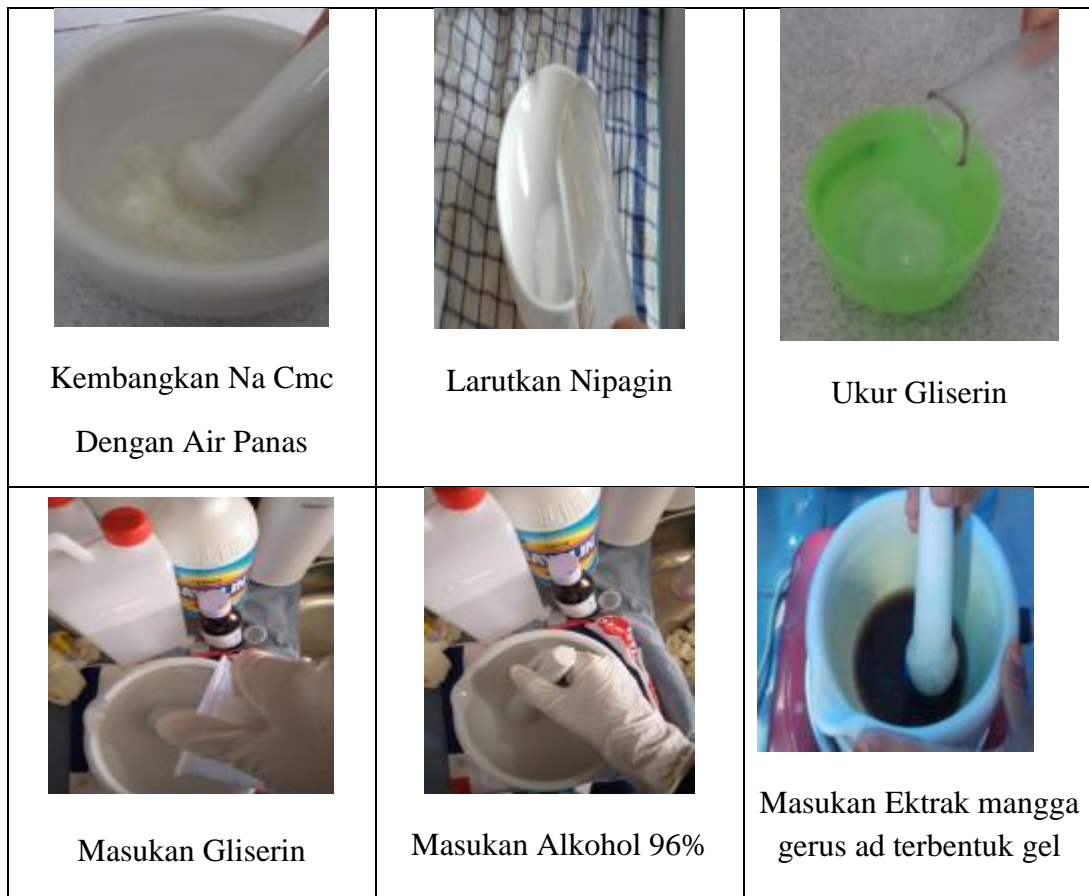 Kembangkan Na Cmc
Dengan Air Panas
Larutkan Nipagin
Ukur Gliserin
Masukan Gliserin
Masukan Alkohol 96%
Masukan Ektrak mangga
gerus ad terbentuk gel